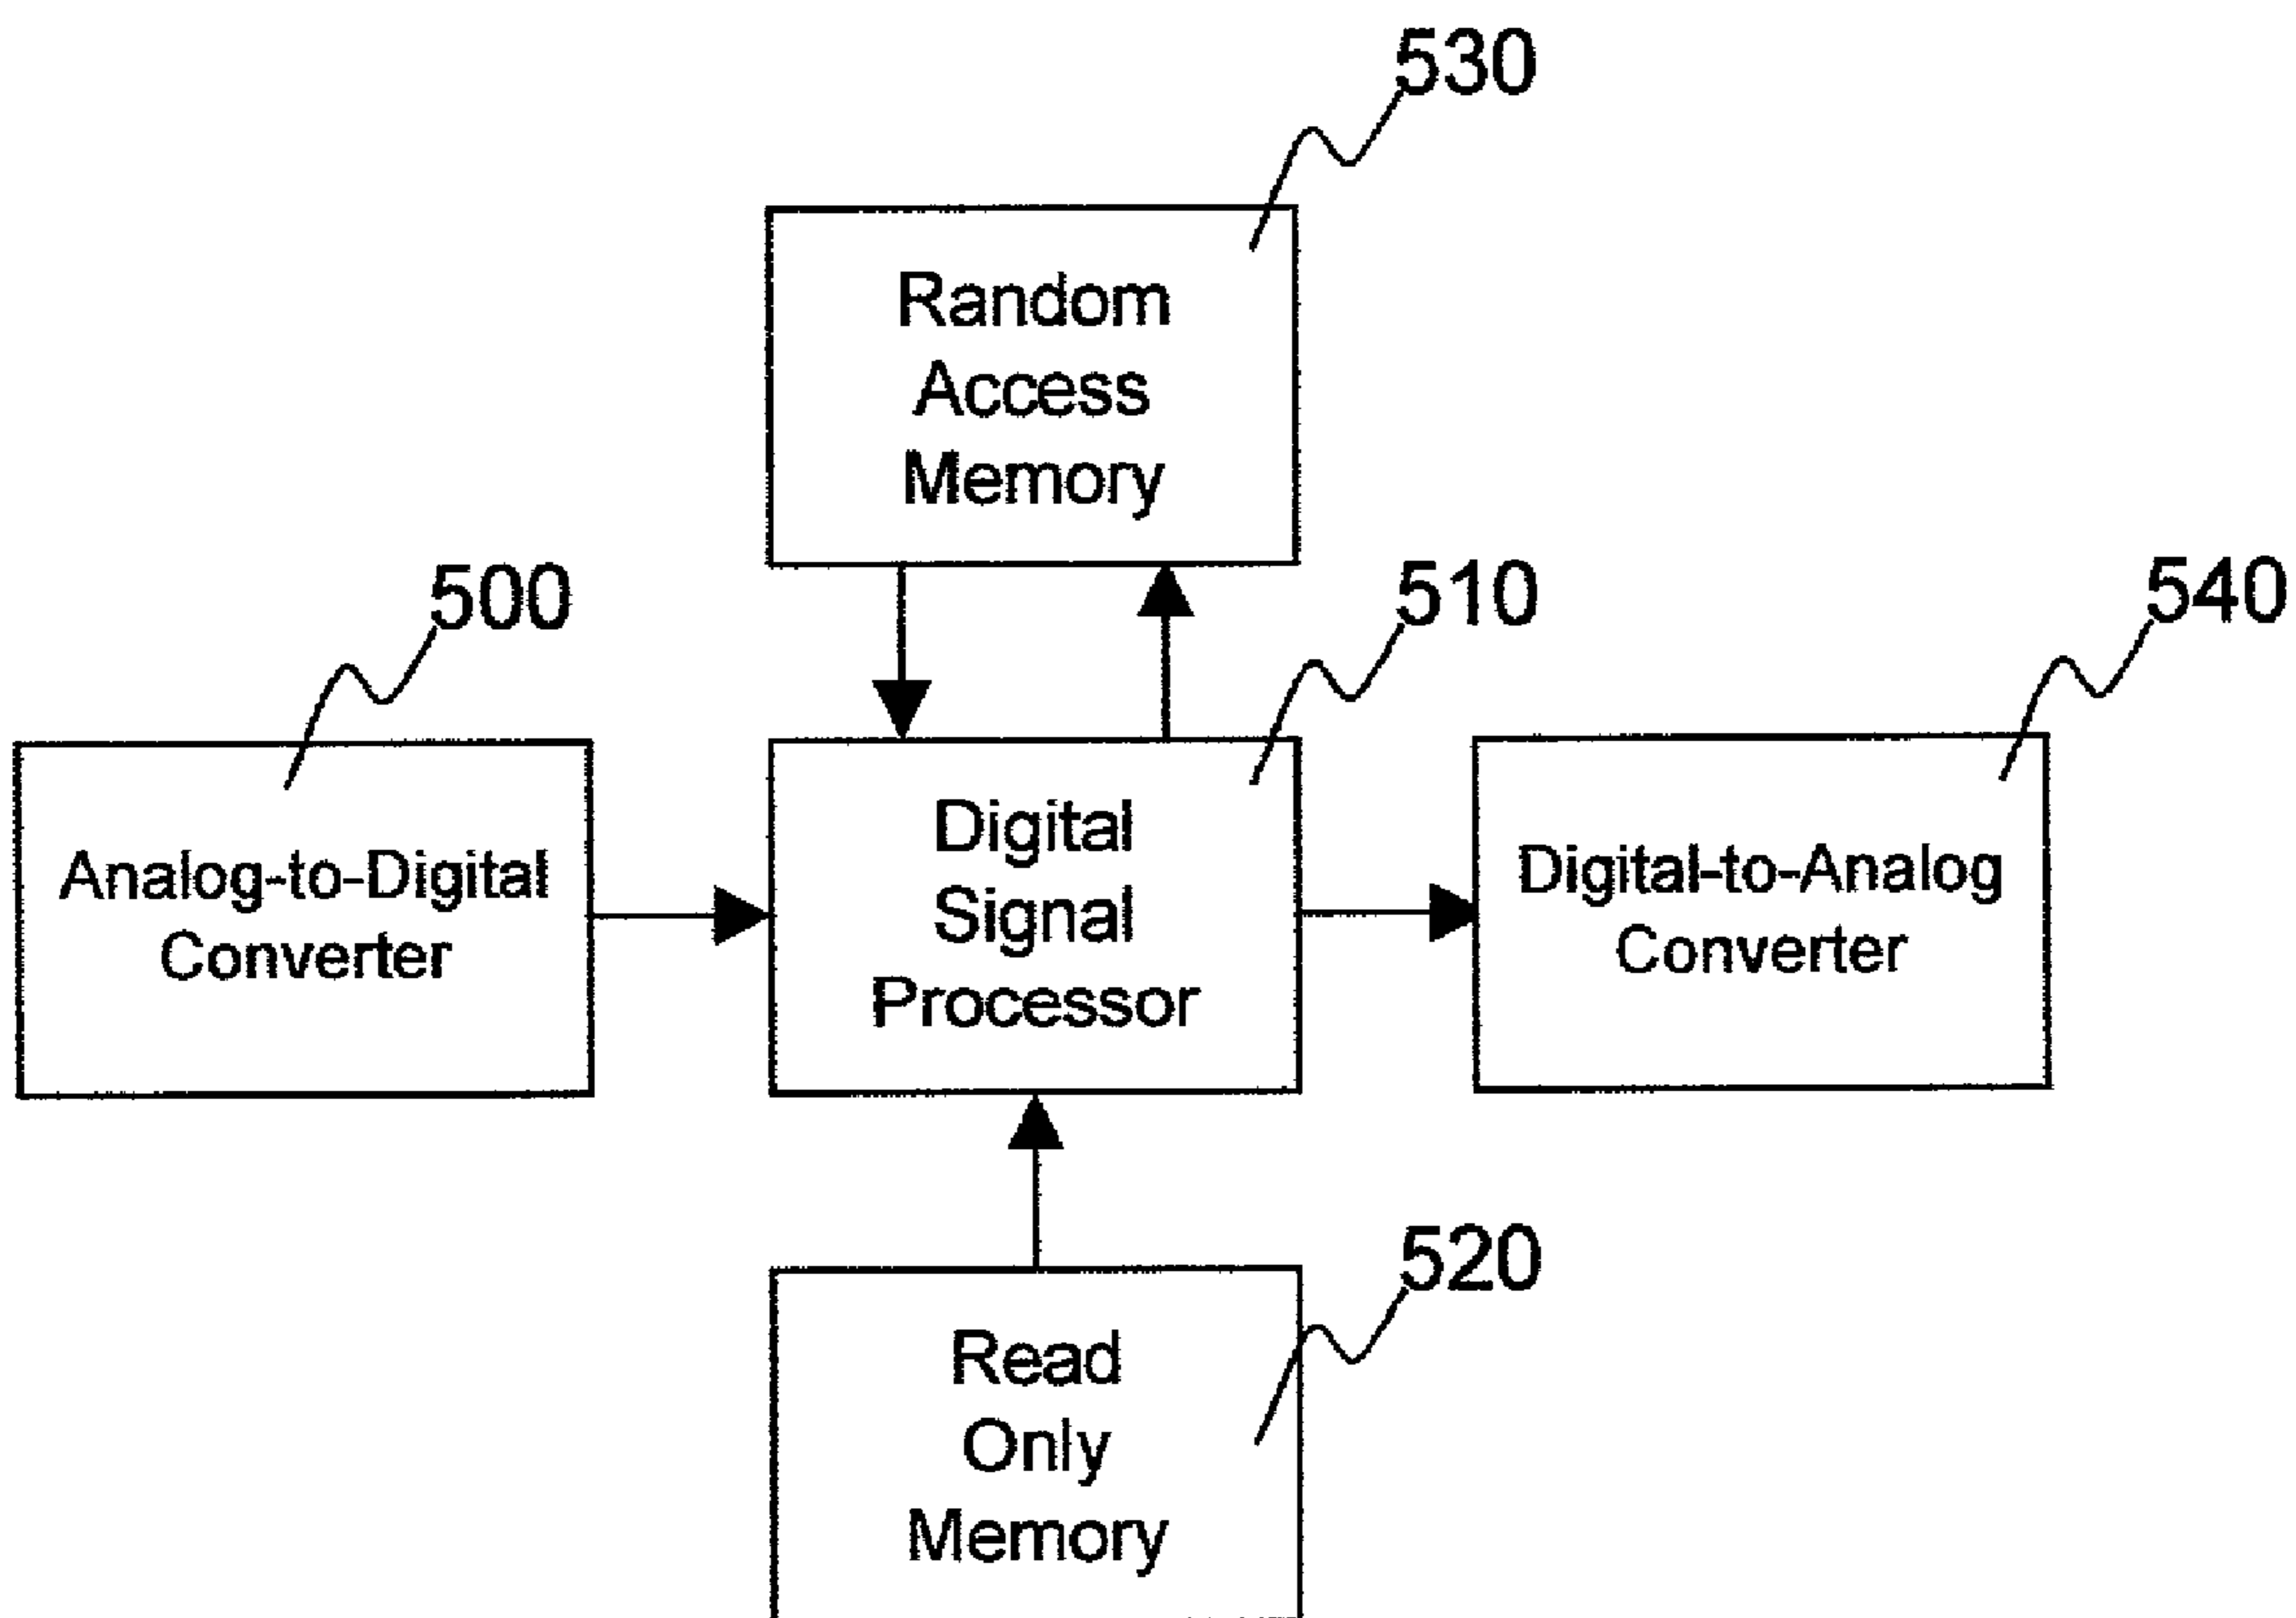 530
Random
Access
Memory
500
510
540
Analog-to-Digital
Converter
Digital
Signal
Processor
Digital-to-Analog
Converter
520
Read
Only
Memory